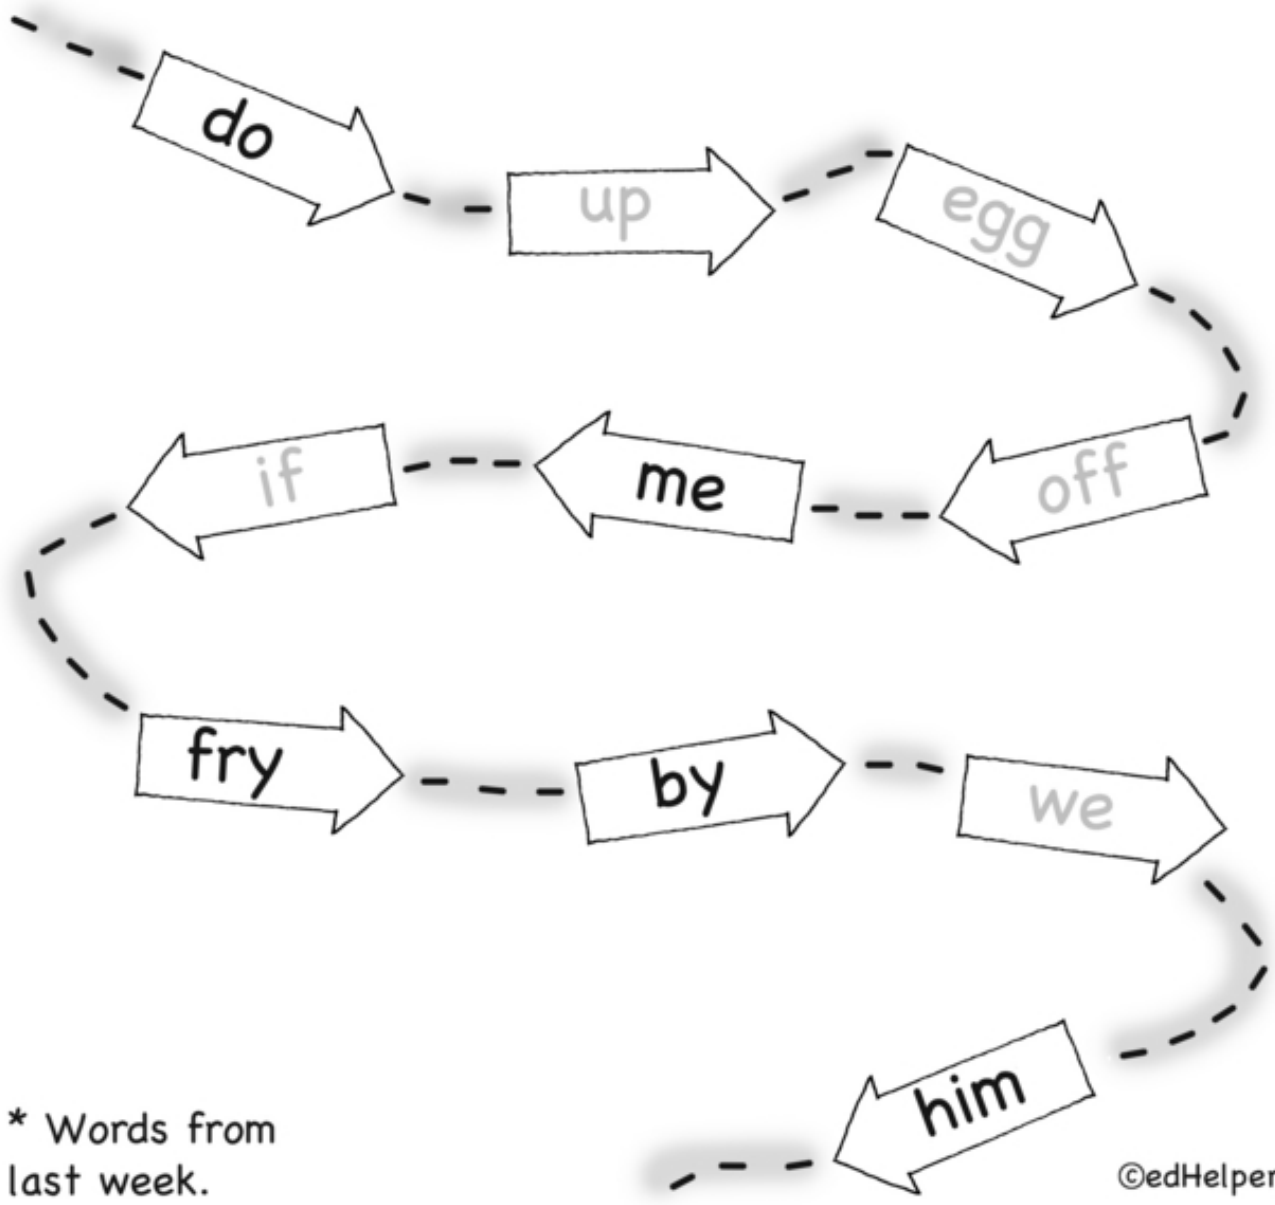 do
up
egg
off
me
if
fry
by
we
him
* Words from
last week.
©edHelper